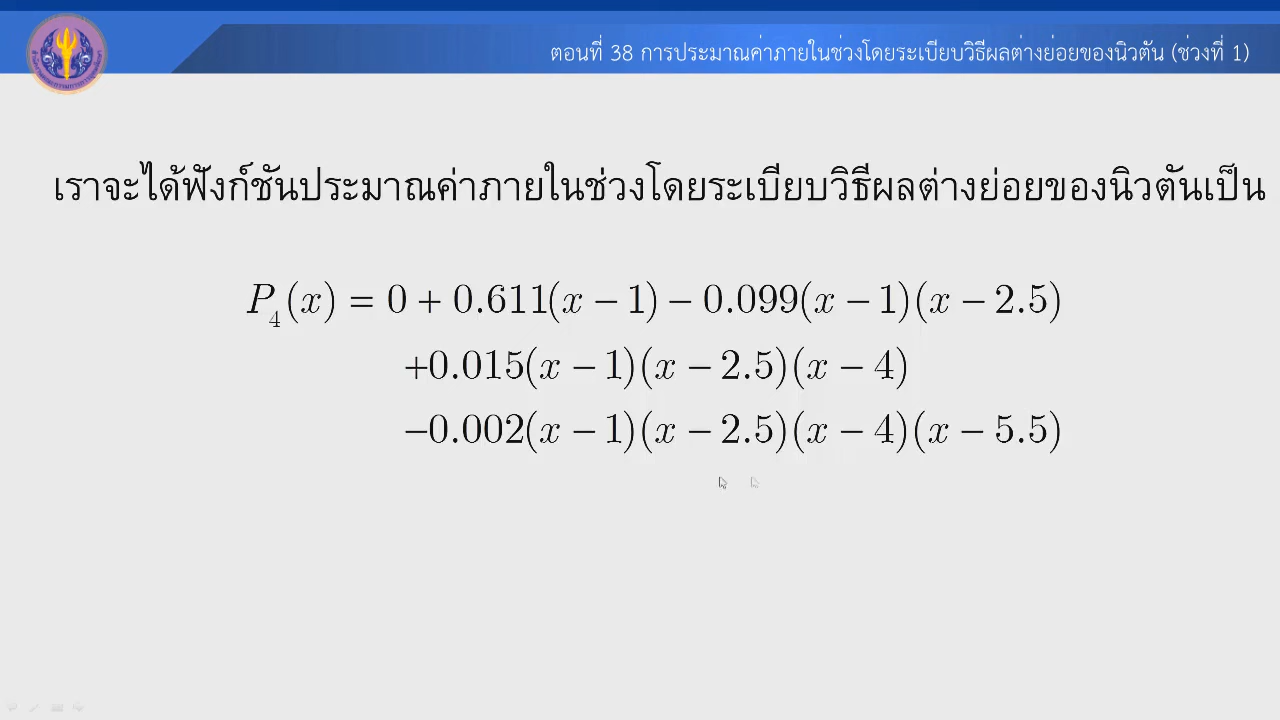 ตอนที่ 38 การประมาณค่าภายในช่วงโดยระเบียบวิธีผลต่างย่อยของนิวตัน (ช่วงที่ 1)
เราจะได้ฟังก์ชันประมาณค่าภายในช่วงโดยระเบียบวิธีผลต่างย่อยของนิวตันเป็น
P₄(x) = 0 + 0.611(x − 1) − 0.099(x − 1)(x − 2.5)
+0.015(x − 1)(x − 2.5)(x − 4)
−0.002(x − 1)(x − 2.5)(x − 4)(x − 5.5)